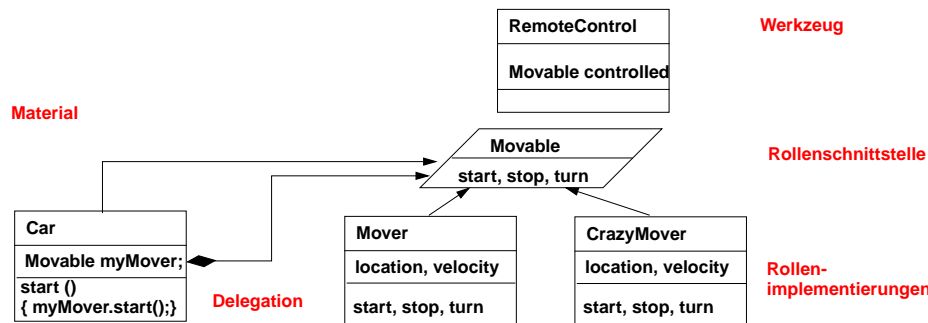 RemoteControl
Werkzeug
Movable controlled
Material
Movable
Rollenschnittstelle
start, stop, turn
Car
Movable myMover;
start ()
{ myMover.start();}
Delegation
Mover
location, velocity
start, stop, turn
CrazyMover
location, velocity
start, stop, turn
Rollen-
implementierungen